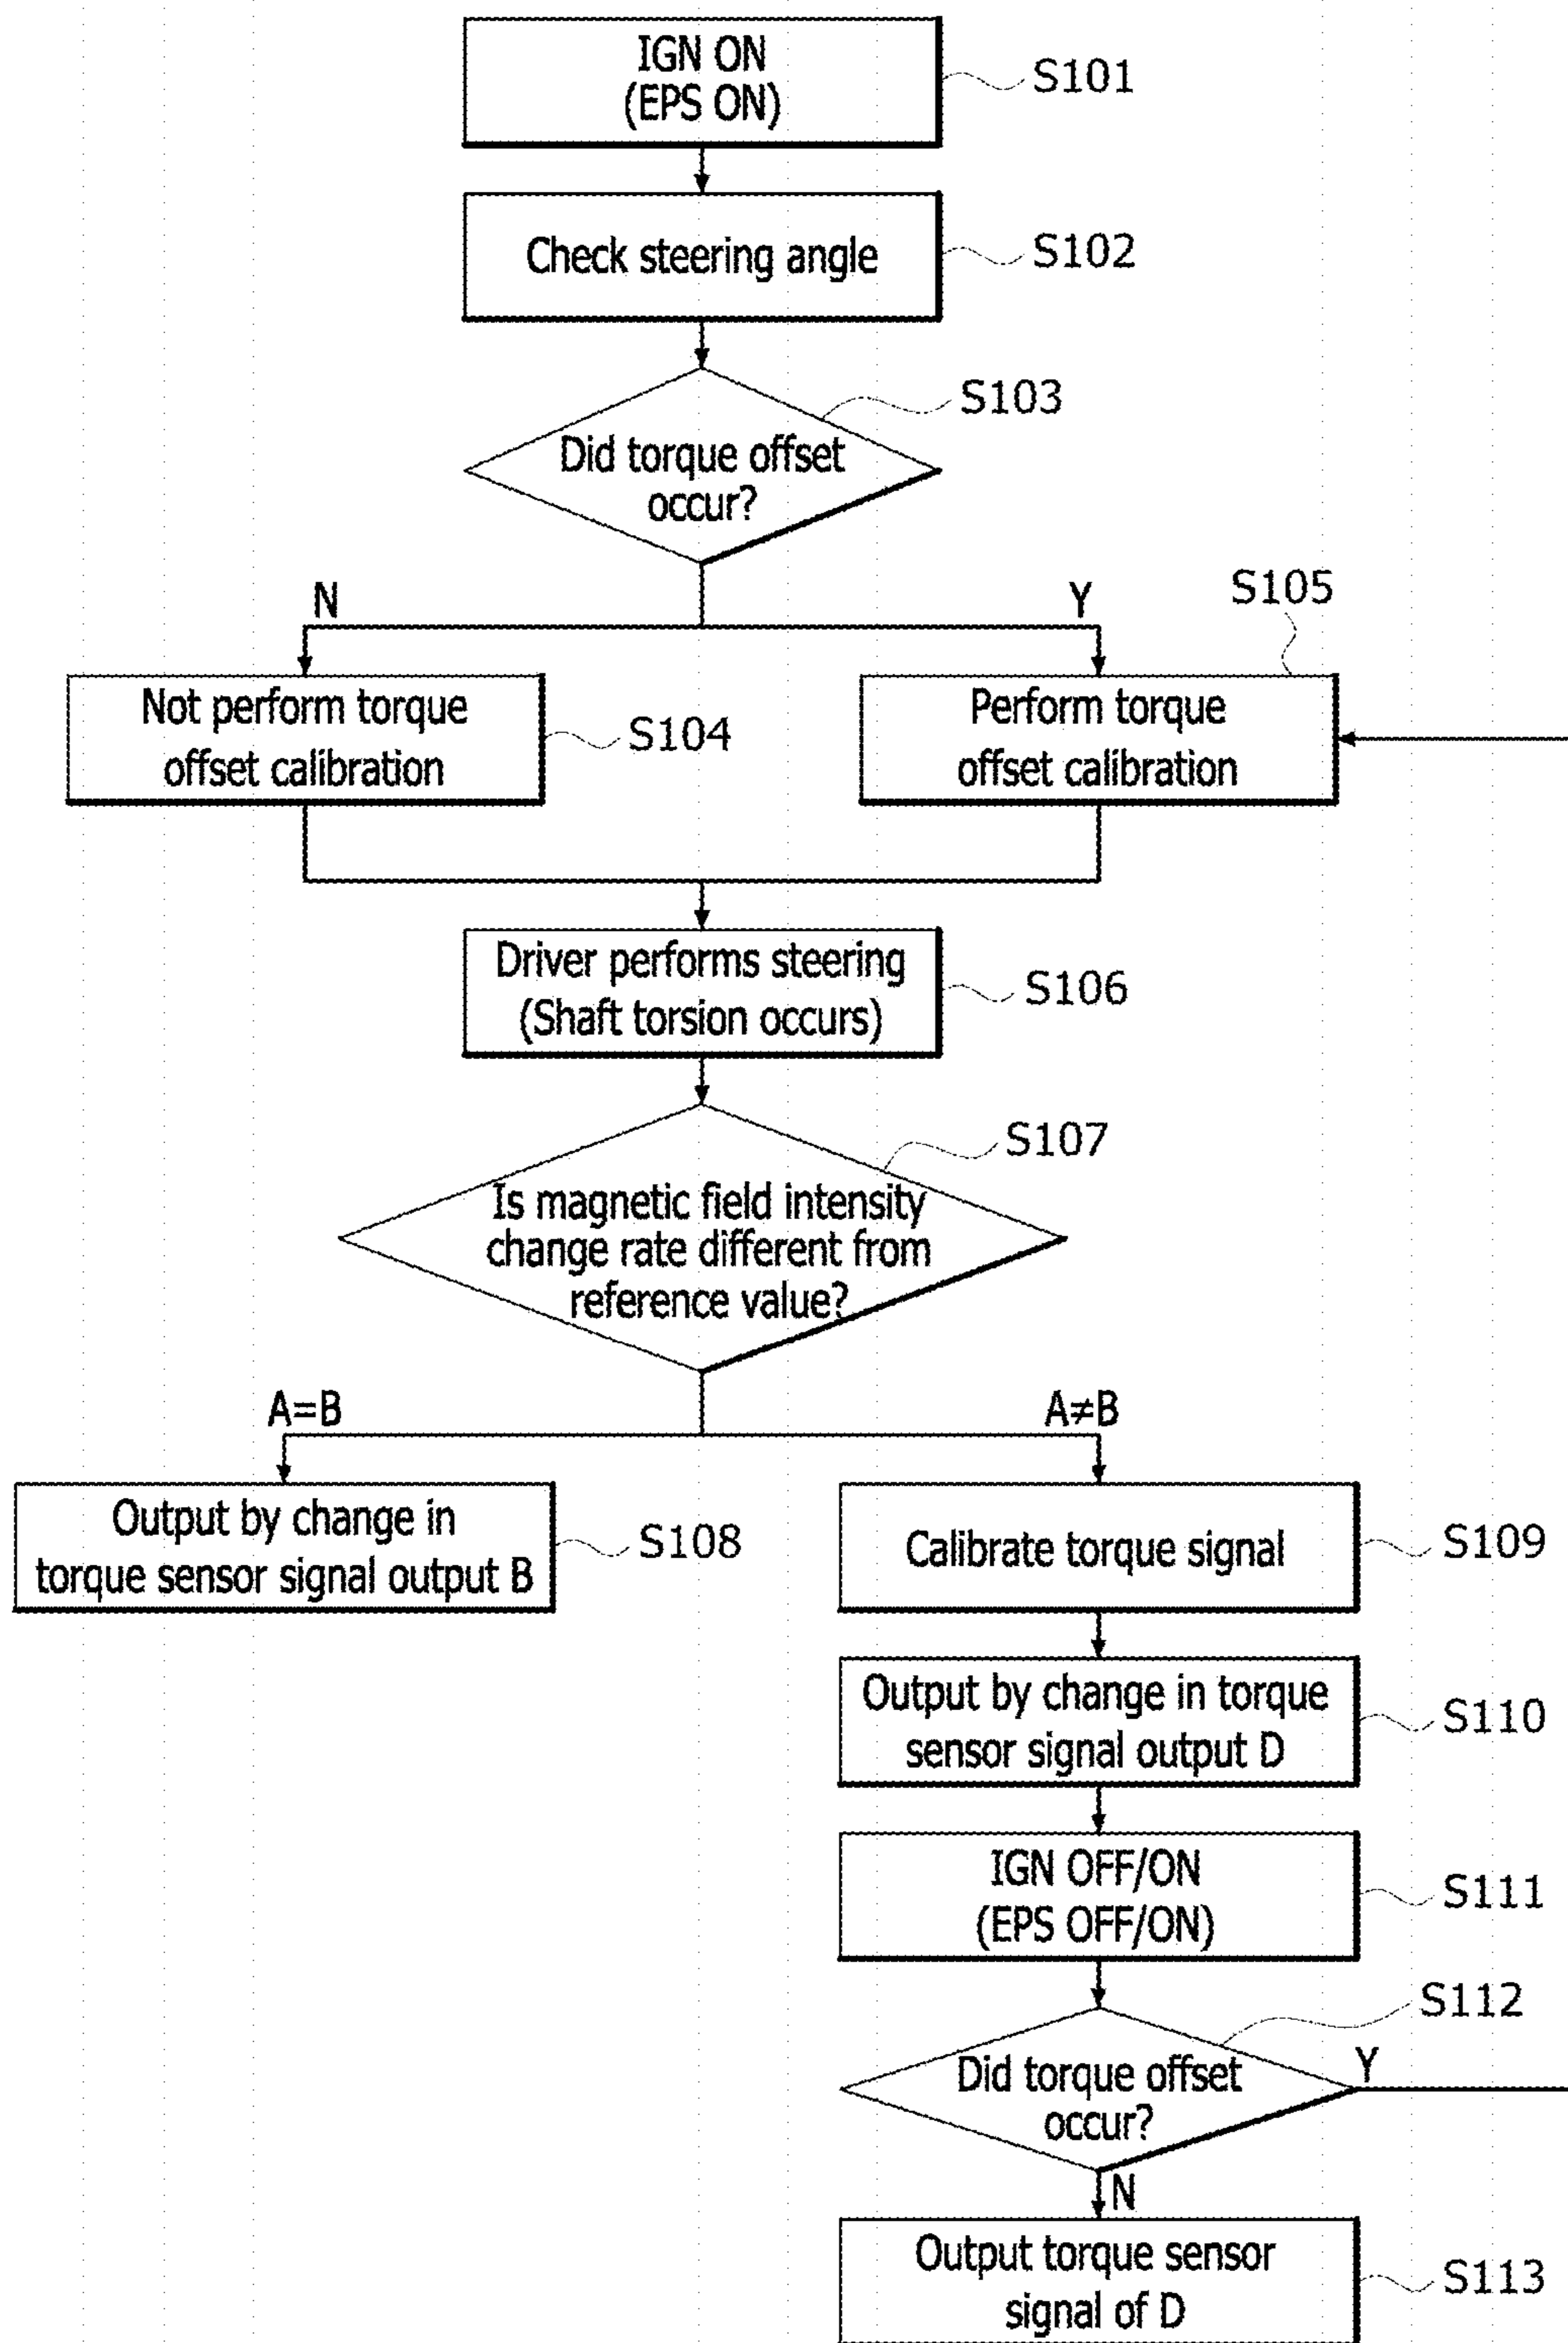 IGN ON
(EPS ON)
S101
Check steering angle
S102
S103
Did torque offset
occur?
N
Y
S105
Not perform torque
offset calibration
S104
Perform torque
offset calibration
Driver performs steering
(Shaft torsion occurs)
S106
S107
Is magnetic field intensity
change rate different from
reference value?
A=B
A≠B
Output by change in
torque sensor signal output B
S108
Calibrate torque signal
S109
Output by change in torque
sensor signal output D
S110
IGN OFF/ON
(EPS OFF/ON)
S111
S112
Did torque offset
occur?
Y
N
Output torque sensor
signal of D
S113